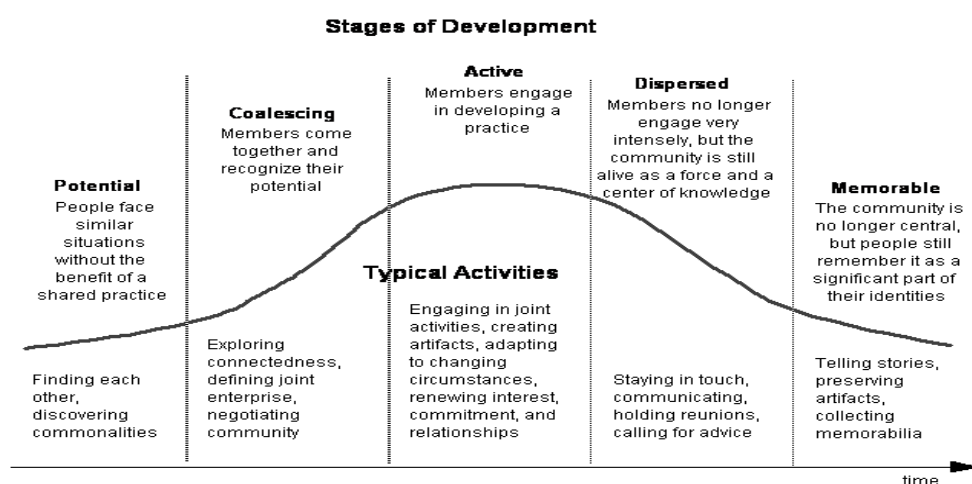 Stages of Development
Potential
People face
similar
situations
without the
benefit of a
shared practice
Coalescing
Members come
together and
recognize their
potential
Active
Members engage
in developing a
practice
Dispersed
Members no longer
engage very
intensely, but the
community is still
alive as a force and a
center of knowledge
Memorable
The community is
no longer central,
but people still
remember it as a
significant part of
their identities
Typical Activities
Finding each
other,
discovering
commonalities
Exploring
connectedness,
defining joint
enterprise,
negotiating
community
Engaging in joint
activities, creating
artifacts, adapting
to changing
circumstances,
renewing interest,
commitment, and
relationships
Staying in touch,
communicating,
holding reunions,
calling for advice
Telling stories,
preserving
artifacts,
collecting
memorabilia
time